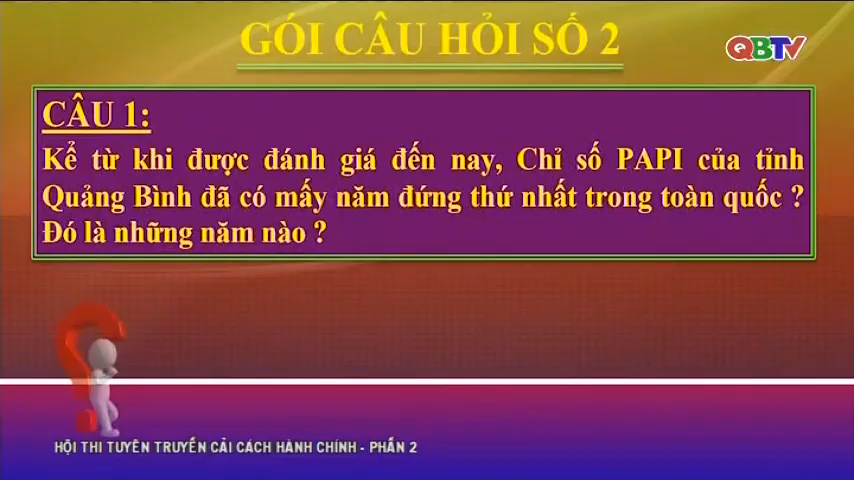 GÓI CÂU HỎI SỐ 2
QBTV
CÂU 1:
Kể từ khi được đánh giá đến nay, Chỉ số PAPI của tỉnh
Quảng Bình đã có mấy năm đứng thứ nhất trong toàn quốc ?
Đó là những năm nào ?
HỘI THI TUYÊN TRUYỀN CẢI CÁCH HÀNH CHÍNH - PHẦN 2